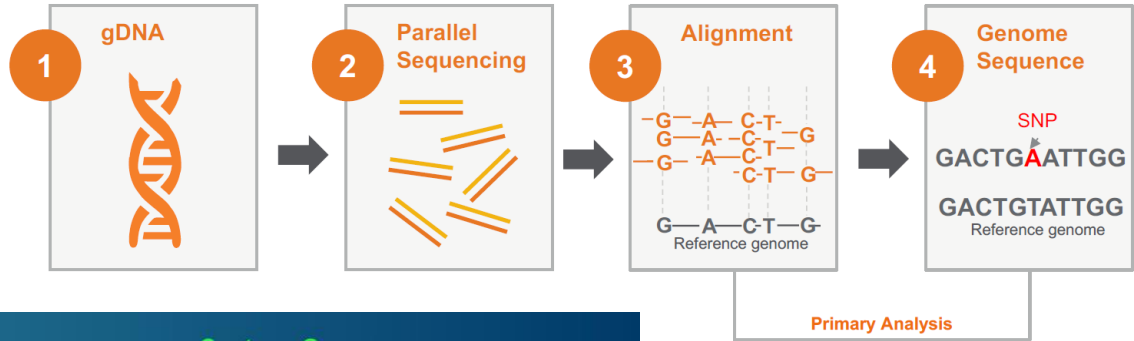 1
gDNA
2
Parallel
Sequencing
3
Alignment
G A C-T-
G A-C- G
-A -C-T
G C-T-G
G—A—C-T—G-
Reference genome
4
Genome
Sequence
SNP
GACTGAATTGG
GACTGTATTGG
Reference genome
Primary Analysis